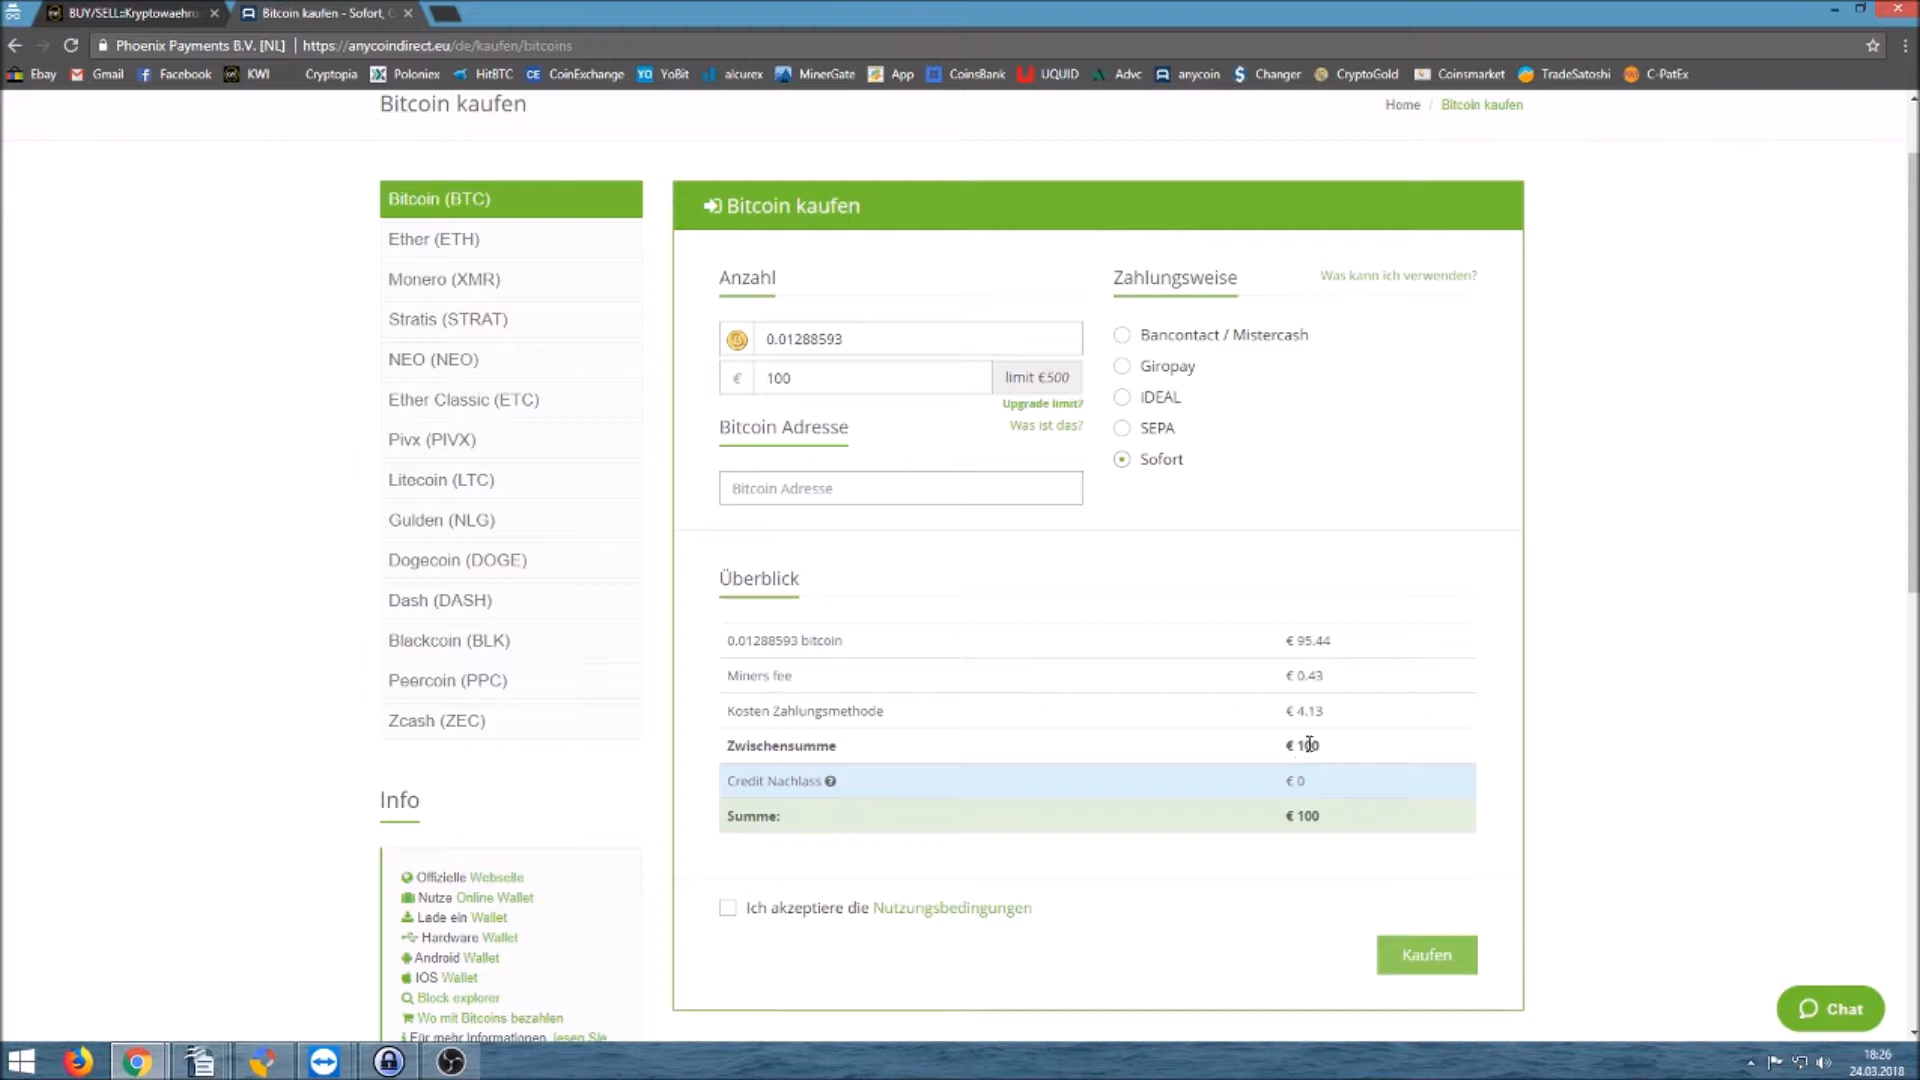 BUY/SELL::Kryptowaehru
Bitcoin kaufen - Sofort,
Phoenix Payments B.V. [NL] | https://anycoindirect.eu/de/kaufen/bitcoins
Ebay Gmail Facebook KWI Cryptopia Poloniex HitBTC CoinExchange YoBit alcurex MinerGate App CoinsBank UQUID Advc anycoin Changer CryptoGold Coinsmarket TradeSatoshi C-PatEx
Bitcoin kaufen
Home / Bitcoin kaufen
Bitcoin (BTC)
Ether (ETH)
Monero (XMR)
Stratis (STRAT)
NEO (NEO)
Ether Classic (ETC)
Pivx (PIVX)
Litecoin (LTC)
Gulden (NLG)
Dogecoin (DOGE)
Dash (DASH)
Blackcoin (BLK)
Peercoin (PPC)
Zcash (ZEC)
Info
Offizielle Webseite
Nutze Online Wallet
Lade ein Wallet
Hardware Wallet
Android Wallet
IOS Wallet
Block explorer
Wo mit Bitcoins bezahlen
Für mehr Informationen, lesen Sie
Bitcoin kaufen
Anzahl
0.01288593
€ 100 limit €500
Upgrade limit?
Bitcoin Adresse
Was ist das?
Bitcoin Adresse
Zahlungsweise
Was kann ich verwenden?
Bancontact / Mistercash
Giropay
IDEAL
SEPA
Sofort
Überblick
0.01288593 bitcoin € 95.44
Miners fee € 0.43
Kosten Zahlungsmethode € 4.13
Zwischensumme € 100
Credit Nachlass € 0
Summe: € 100
Ich akzeptiere die Nutzungsbedingungen
Kaufen
Chat
18:26
24.03.2018